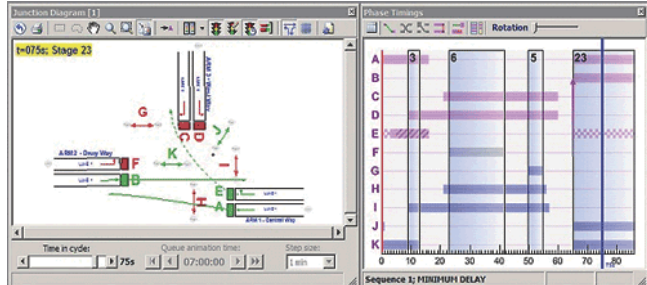 Junction Diagram [1]
t=075s; Stage 23
G
C
D
J
K
I
H
ARM 2 - Douy Way
F
B
E
A
ARM 1 - Central Way
Time in cycle:
75s
Queue animation time:
07:00:00
Step size:
1 min
Phase Timings
Rotation
3
6
5
23
A
B
C
D
E
F
G
H
I
J
K
0
10
20
30
40
50
60
70
80
Sequence 1; MINIMUM DELAY